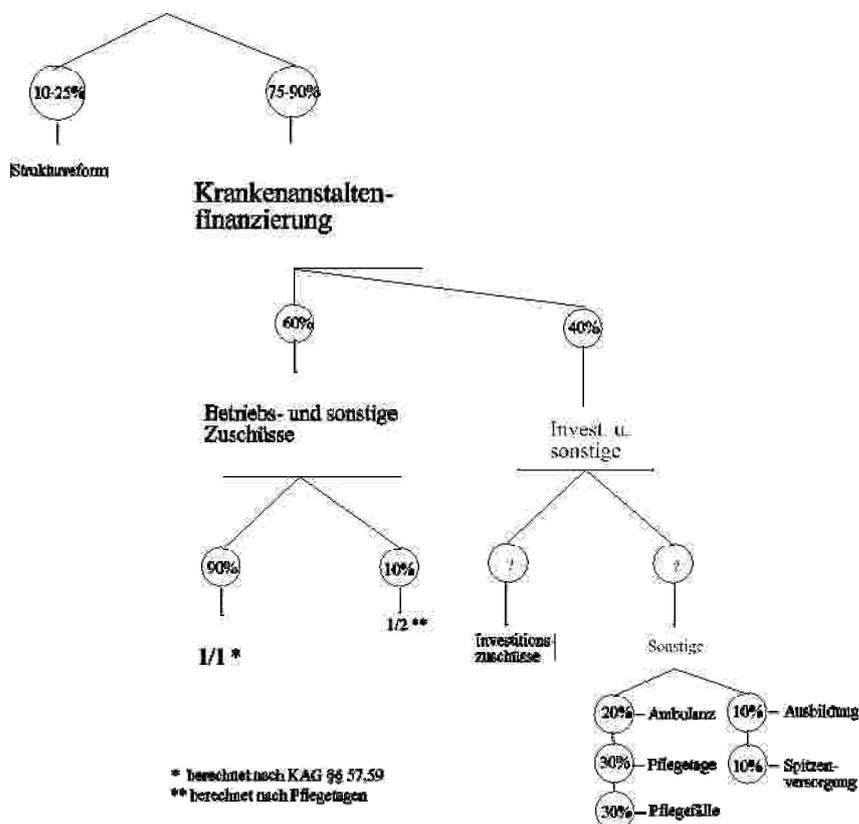 10-25%
75-90%
Struktureform
Krankenanstalten-
finanzierung
60%
40%
Betriebs- und sonstige
Zuschüsse
Invest. u.
sonstige
90%
10%
?
?
1/1 *
1/2 **
Investitions
zuschüsse
Sonstige
20%
Ambulanz
10%
Ausbildung
30%
Pflegetage
10%
Spitzen-
versorgung
30%
Pflegefälle
* berechnet nach KAG §§ 57,59
** berechnet nach Pflegetagen